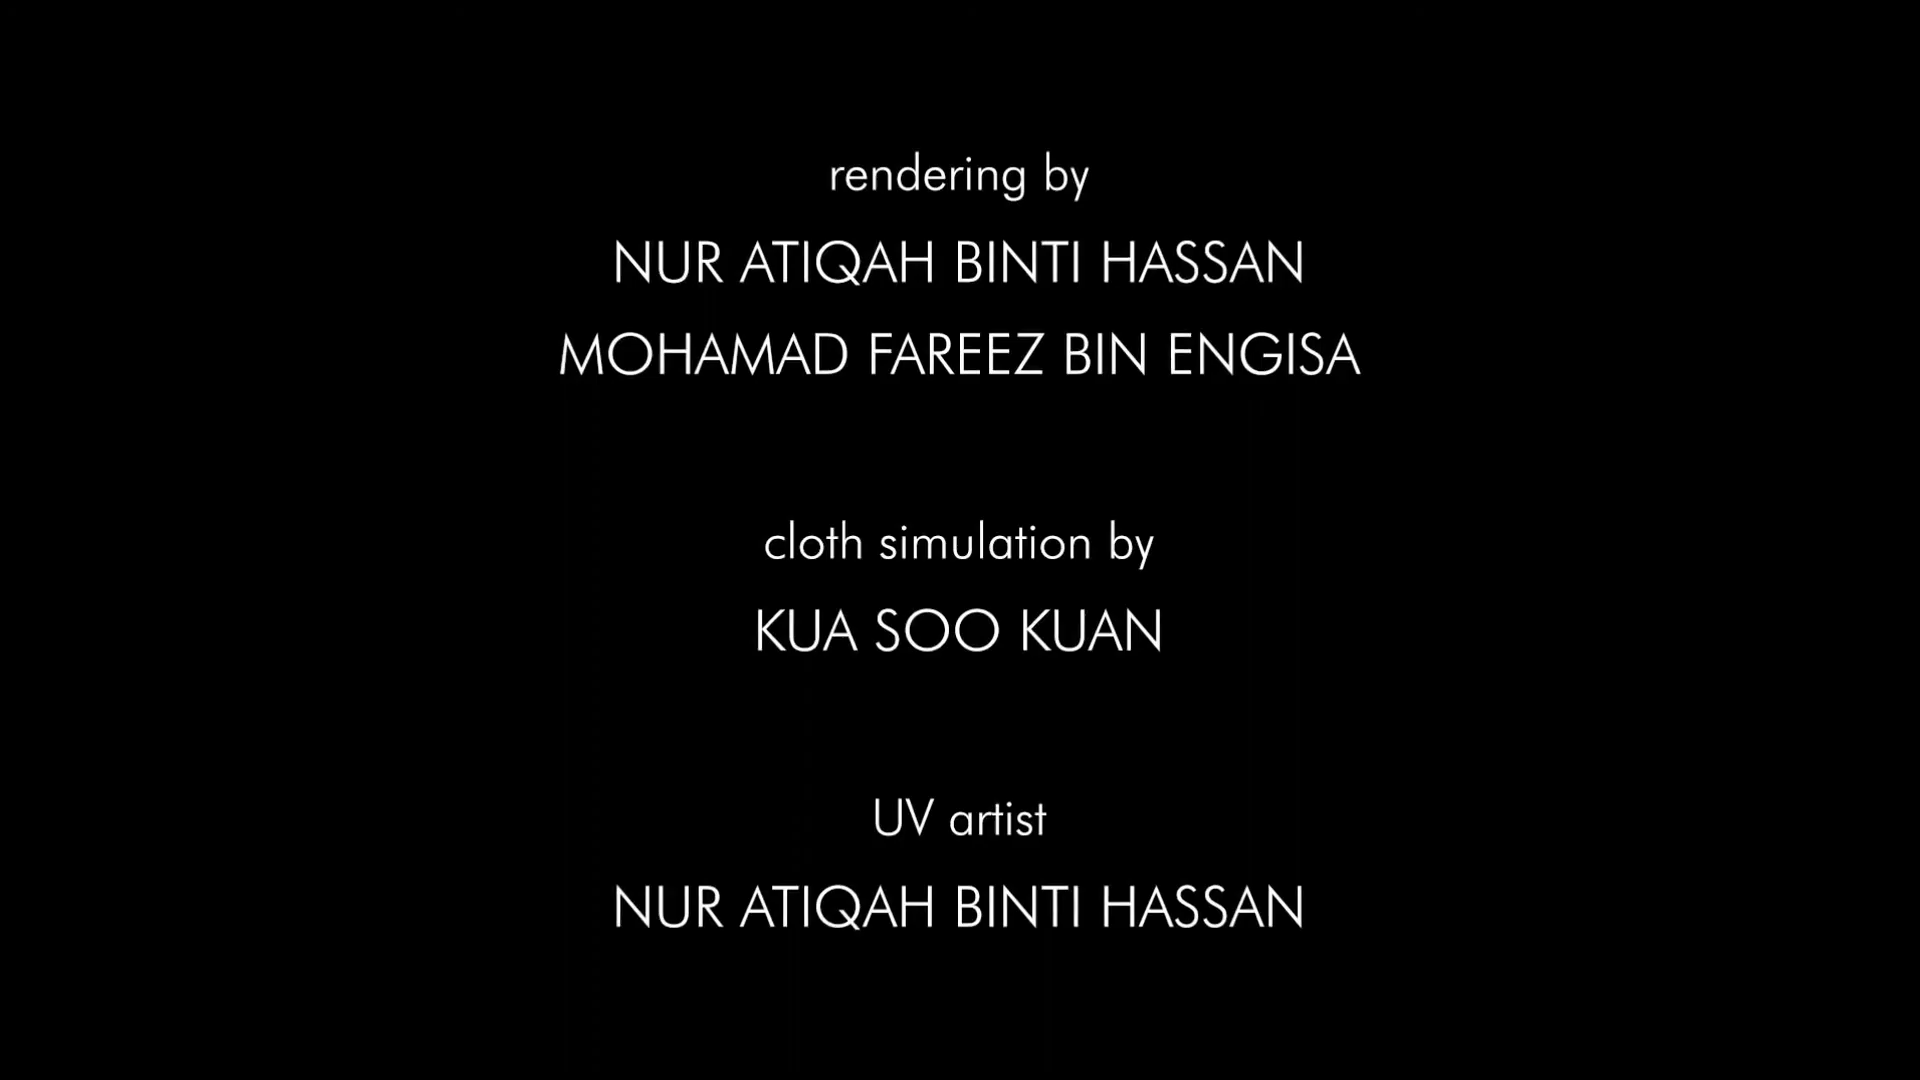 rendering by
NUR ATIQAH BINTI HASSAN
MOHAMAD FAREEZ BIN ENGISA
cloth simulation by
KUA SOO KUAN
UV artist
NUR ATIQAH BINTI HASSAN